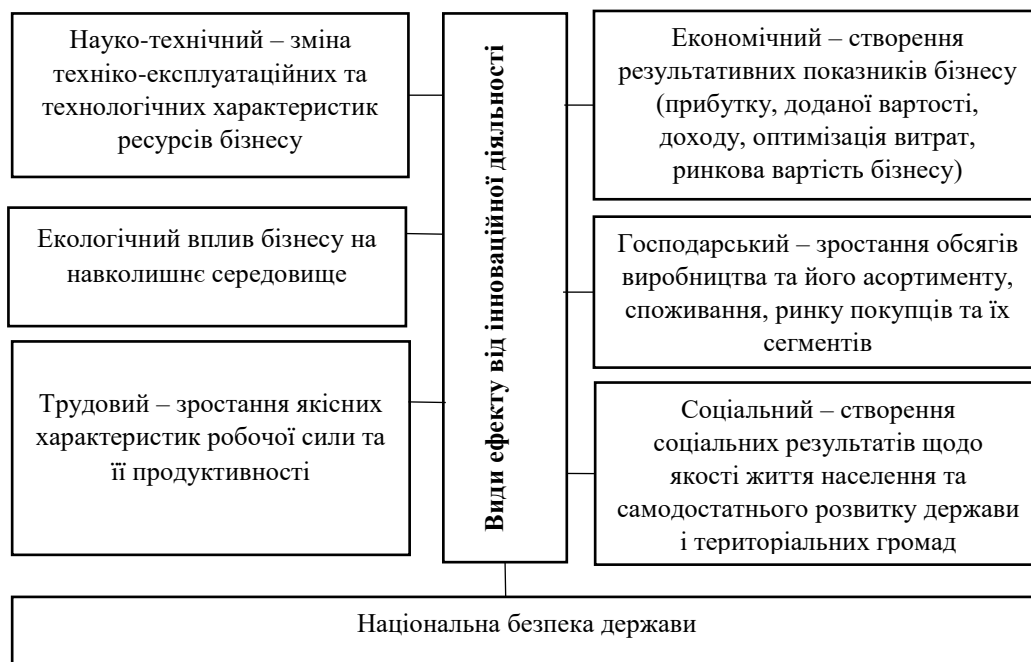 Науко-технічний – зміна
техніко-експлуатаційних та
технологічних характеристик
ресурсів бізнесу
Екологічний вплив бізнесу на
навколишнє середовище
Трудовий – зростання якісних
характеристик робочої сили та
її продуктивності
Види ефекту від інноваційної діяльності
Економічний – створення
результативних показників бізнесу
(прибутку, доданої вартості,
доходу, оптимізація витрат,
ринкова вартість бізнесу)
Господарський – зростання обсягів
виробництва та його асортименту,
споживання, ринку покупців та їх
сегментів
Соціальний – створення
соціальних результатів щодо
якості життя населення та
самодостатнього розвитку держави
і територіальних громад
Національна безпека держави